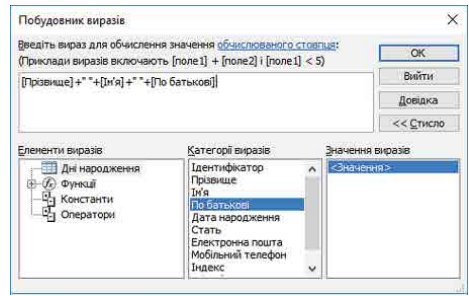 Побудовник виразів
Введіть вираз для обчислення значення обчислюваного стовпця:
(Приклади виразів включають [поле1] + [поле2] і [поле1] < 5)
[Прізвище]+" "+[Ім'я]+" "+[По батькові]
ОК
Вийти
Довідка
<< Стисло
Елементи виразів
Дні народження
Функції
Константи
Оператори
Категорії виразів
Ідентифікатор
Прізвище
Ім'я
По батькові
Дата народження
Стать
Електронна пошта
Мобільний телефон
Індекс
Значення виразів
<Значення>